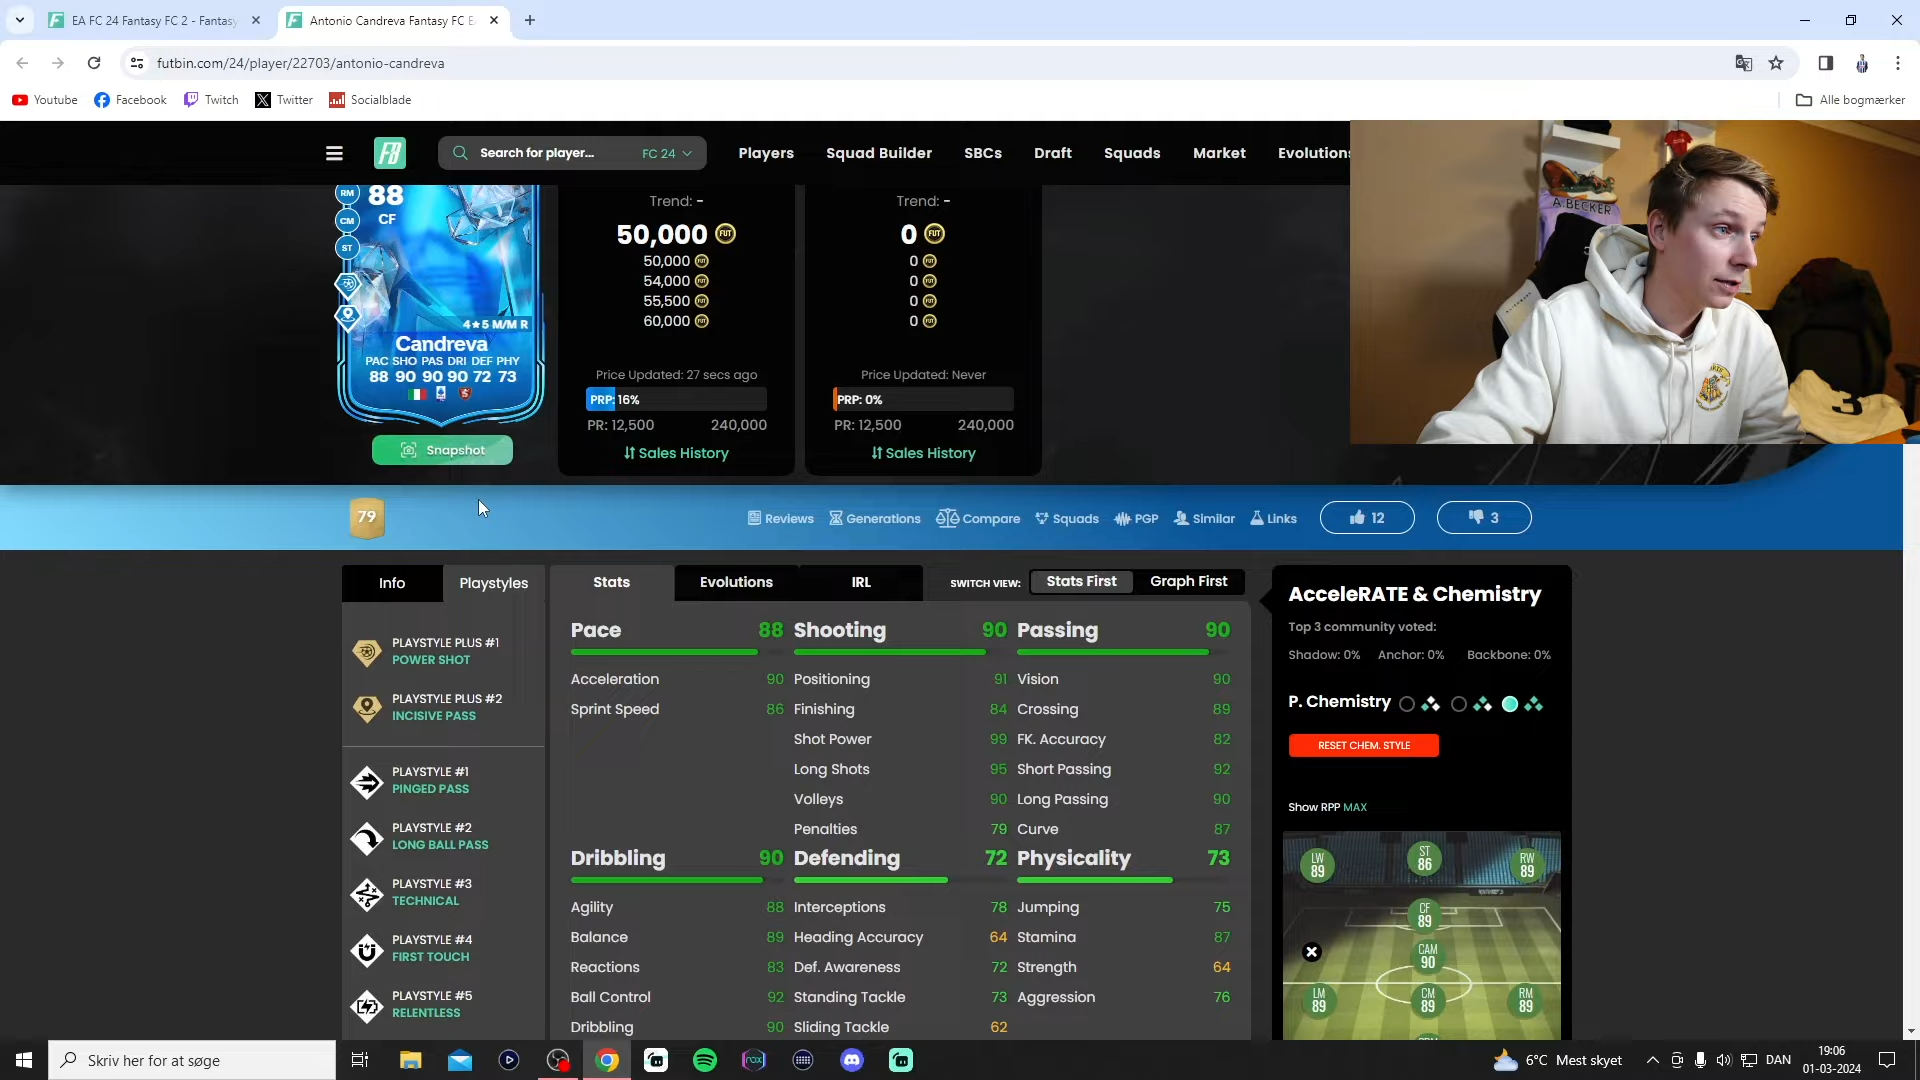 EA FC 24 Fantasy FC 2 - Fantasy
Antonio Candreva Fantasy FC E
futbin.com/24/player/22703/antonio-candreva
Youtube
Facebook
Twitch
Twitter
Socialblade
Alle bogmærker
Search for player...
FC 24
Players
Squad Builder
SBCs
Draft
Squads
Market
Evolutions
A.BECKER
RM
CM
ST
88
CF
4★5 M/M R
Candreva
PAC SHO PAS DRI DEF PHY
88 90 90 90 72 73
Snapshot
Trend: -
50,000
50,000
54,000
55,500
60,000
Price Updated: 27 secs ago
PRP: 16%
PR: 12,500 240,000
Sales History
Trend: -
0
0
0
0
0
Price Updated: Never
PRP: 0%
PR: 12,500 240,000
Sales History
79
Reviews
Generations
Compare
Squads
PGP
Similar
Links
12
3
Info
Playstyles
PLAYSTYLE PLUS #1
POWER SHOT
PLAYSTYLE PLUS #2
INCISIVE PASS
PLAYSTYLE #1
PINGED PASS
PLAYSTYLE #2
LONG BALL PASS
PLAYSTYLE #3
TECHNICAL
PLAYSTYLE #4
FIRST TOUCH
PLAYSTYLE #5
RELENTLESS
Stats
Evolutions
IRL
SWITCH VIEW:
Stats First
Graph First
Pace 88
Acceleration 90
Sprint Speed 86
Shooting 90
Positioning 91
Finishing 84
Shot Power 99
Long Shots 95
Volleys 90
Penalties 79
Passing 90
Vision 90
Crossing 89
FK. Accuracy 82
Short Passing 92
Long Passing 90
Curve 87
Dribbling 90
Agility 88
Balance 89
Reactions 83
Ball Control 92
Dribbling 90
Defending 72
Interceptions 78
Heading Accuracy 64
Def. Awareness 72
Standing Tackle 73
Sliding Tackle 62
Physicality 73
Jumping 75
Stamina 87
Strength 64
Aggression 76
AcceleRATE & Chemistry
Top 3 community voted:
Shadow: 0% Anchor: 0% Backbone: 0%
P. Chemistry
RESET CHEM. STYLE
Show RPP MAX
LW
89
ST
86
RW
89
CF
89
CAM
90
LM
89
CM
89
RM
89
Skriv her for at søge
6°C Mest skyet
DAN
19:06
01-03-2024